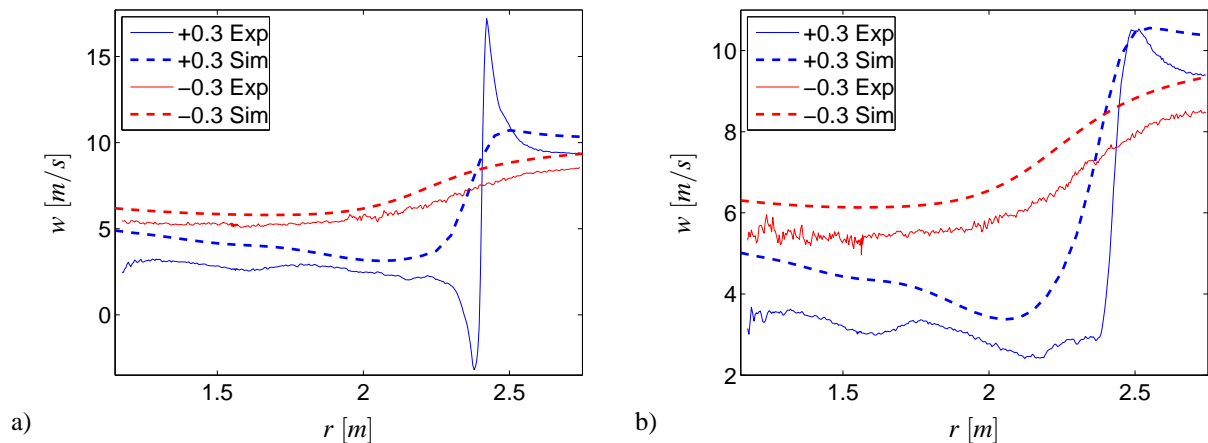 a)
+0.3 Exp
+0.3 Sim
−0.3 Exp
−0.3 Sim
15
10
5
0
w [m/s]
1.5 2 2.5
r [m]
b)
+0.3 Exp
+0.3 Sim
−0.3 Exp
−0.3 Sim
10
8
6
4
2
w [m/s]
1.5 2 2.5
r [m]